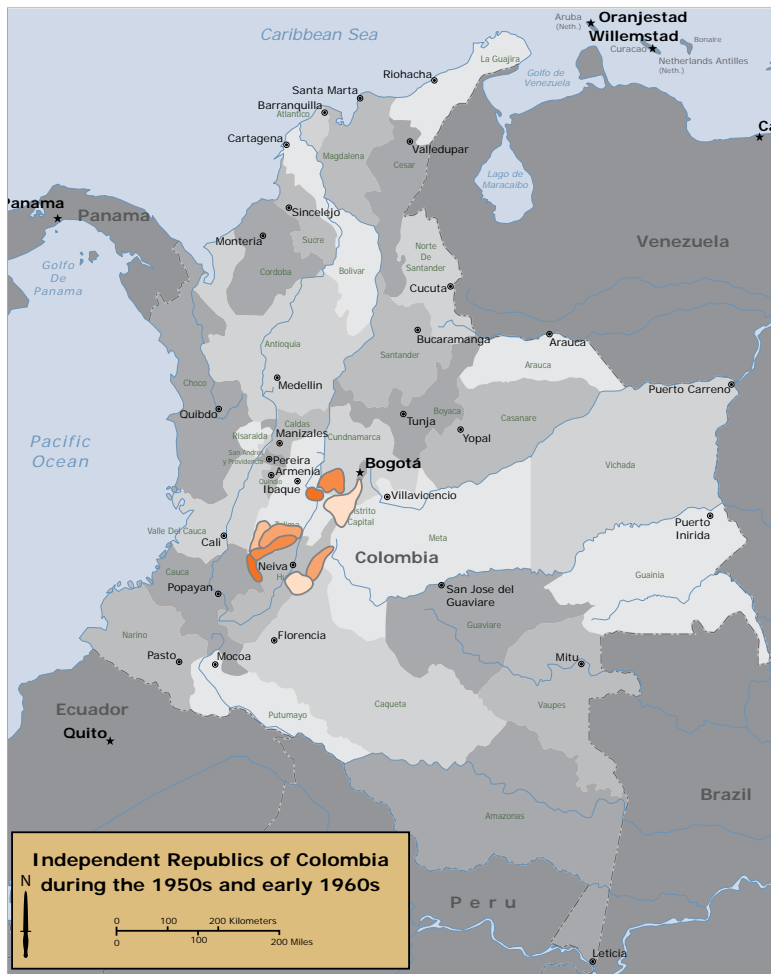 Caribbean Sea
Aruba
(Neth.)
Oranjestad
Willemstad
Curacao
Bonaire
Netherlands Antilles
(Neth.)
Golfo de
Venezuela
La Guajira
Riohacha
Santa Marta
Barranquilla
Atlantico
Cartagena
Magdalena
Cesar
Valledupar
Lago de
Maracaibo
Ca
Panama
Panama
Golfo
De
Panama
Sincelejo
Monteria
Sucre
Cordoba
Bolivar
Norte
De
Santander
Cucuta
Venezuela
Bucaramanga
Santander
Arauca
Arauca
Antioquia
Medellin
Choco
Quibdo
Puerto Carreno
Boyaca
Tunja
Yopal
Casanare
Caldas
Risaralda
Manizales
Cundnamarca
San Andres
y Providencia
Pereira
Armenia
Quindio
Ibaque
Bogotá
Villavicencio
Vichada
Pacific
Ocean
Distrito
Capital
Meta
Puerto
Inirida
Valle Del Cauca
Cali
Tolima
Colombia
Neiva
Cauca
Popayan
San Jose del
Guaviare
Guainia
Guaviare
Narino
Florencia
Pasto
Mocoa
Mitu
Vaupes
Caqueta
Putumayo
Ecuador
Quito
Amazonas
Brazil
Peru
Leticia
Independent Republics of Colombia
during the 1950s and early 1960s
N
0 100 200 Kilometers
0 100 200 Miles